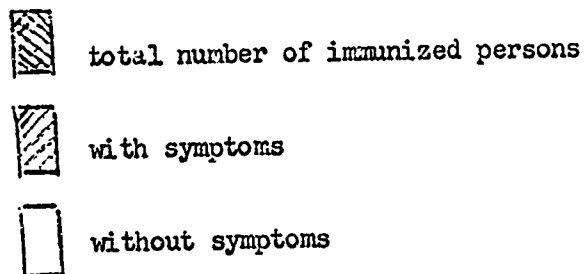 total number of immunized persons
with symptoms
without symptoms